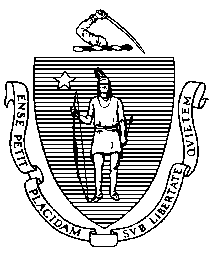 ENSE PETIT
PLACIDAM
SVB LIBERTATE
QVIETEM